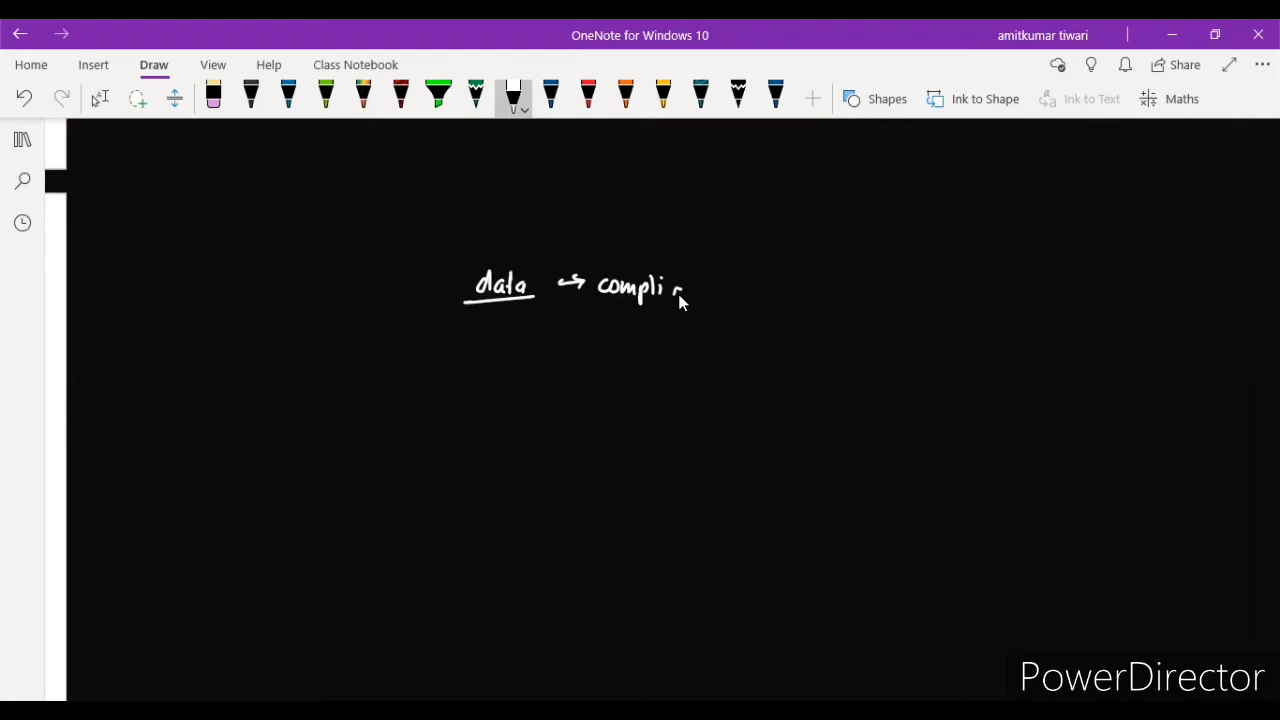 OneNote for Windows 10
amitkumar tiwari
Home Insert Draw View Help Class Notebook
Share
Shapes Ink to Shape Ink to Text Maths
data ↔ compli
PowerDirector